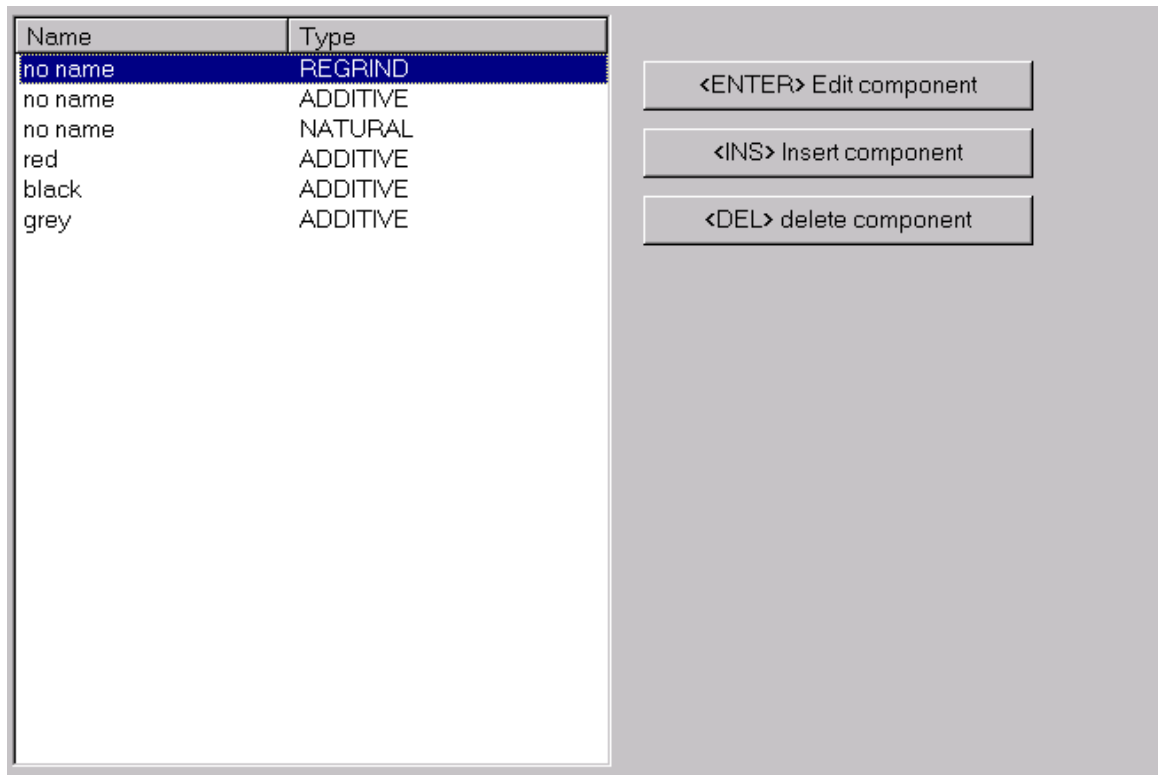 Name Type
no name REGRIND
no name ADDITIVE
no name NATURAL
red ADDITIVE
black ADDITIVE
grey ADDITIVE
<ENTER> Edit component
<INS> Insert component
<DEL> delete component